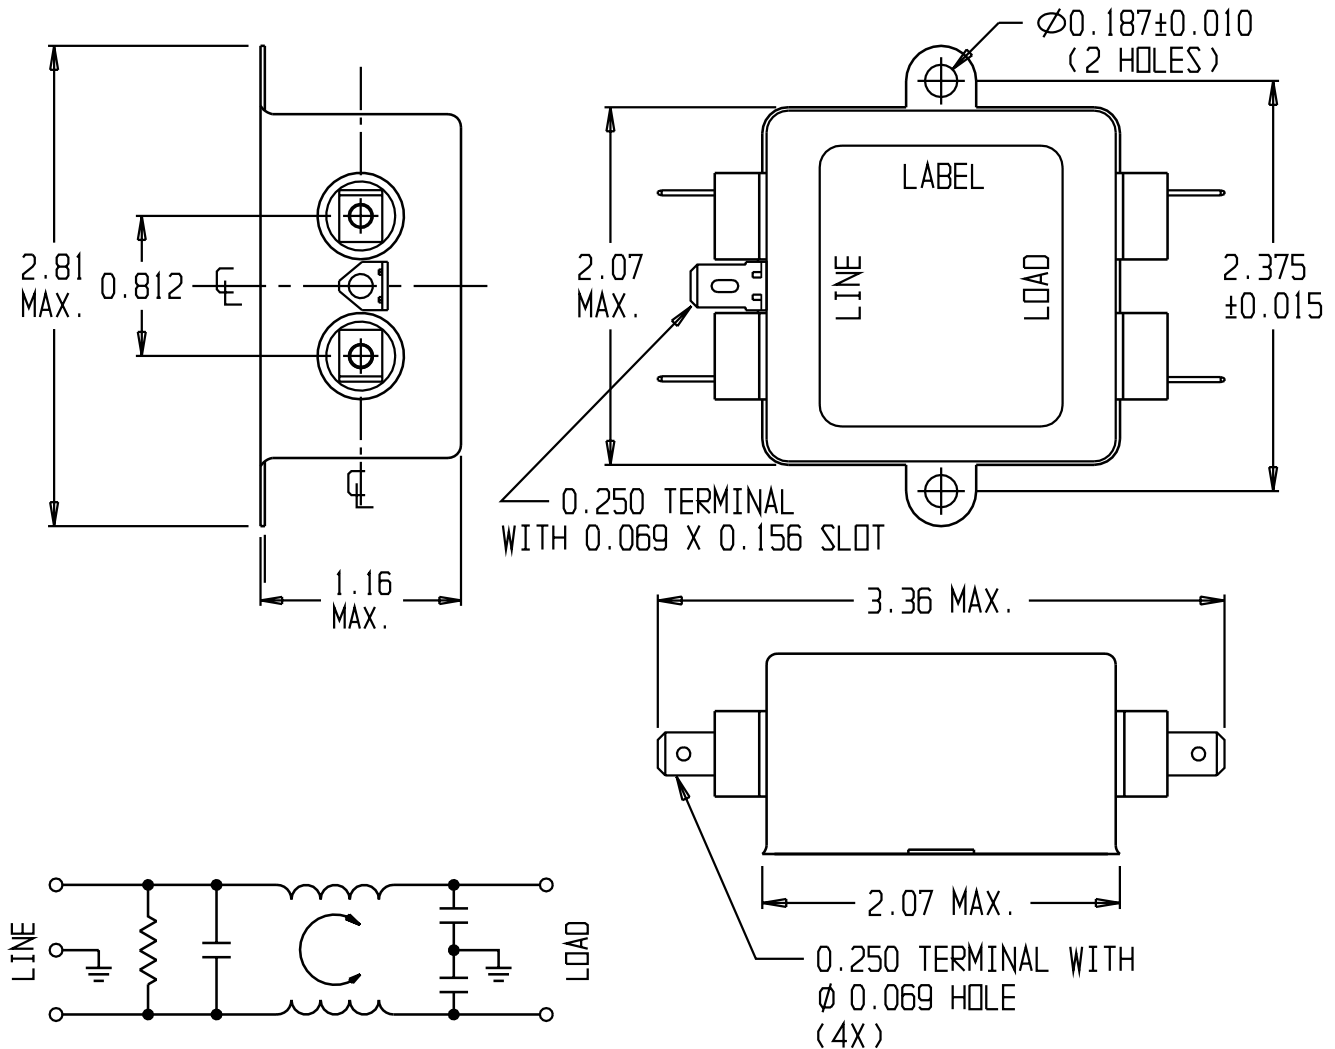 Ø0.187±0.010
(2 HOLES)
LABEL
LINE
LOAD
2.81
MAX.
0.812
2.07
MAX.
2.375
±0.015
0.250 TERMINAL
WITH 0.069 X 0.156 SLOT
1.16
MAX.
3.36 MAX.
2.07 MAX.
0.250 TERMINAL WITH
Ø 0.069 HOLE
(4X)
LINE
LOAD